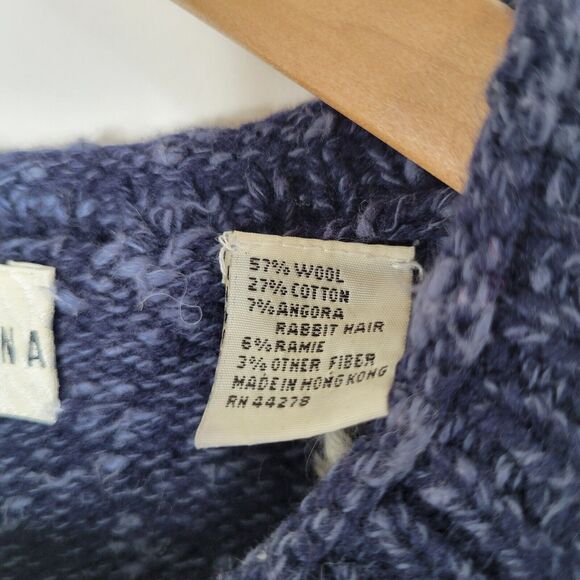 NA
57% WOOL
27% COTTON
7% ANGORA
RABBIT HAIR
6% RAMIE
3% OTHER FIBER
MADE IN HONG KONG
RN 44278